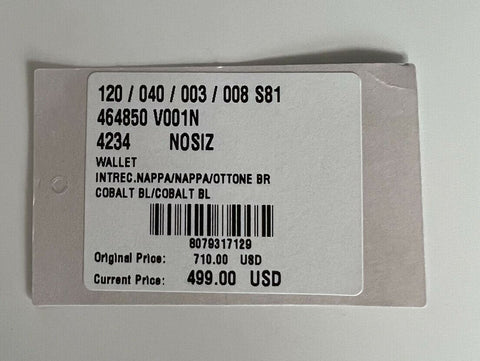 120 / 040 / 003 / 008 S81
464850 V001N
4234 NOSIZ
WALLET
INTREC.NAPPA/NAPPA/OTTONE BR
COBALT BL/COBALT BL
8079317129
Original Price: 710.00 USD
Current Price: 499.00 USD